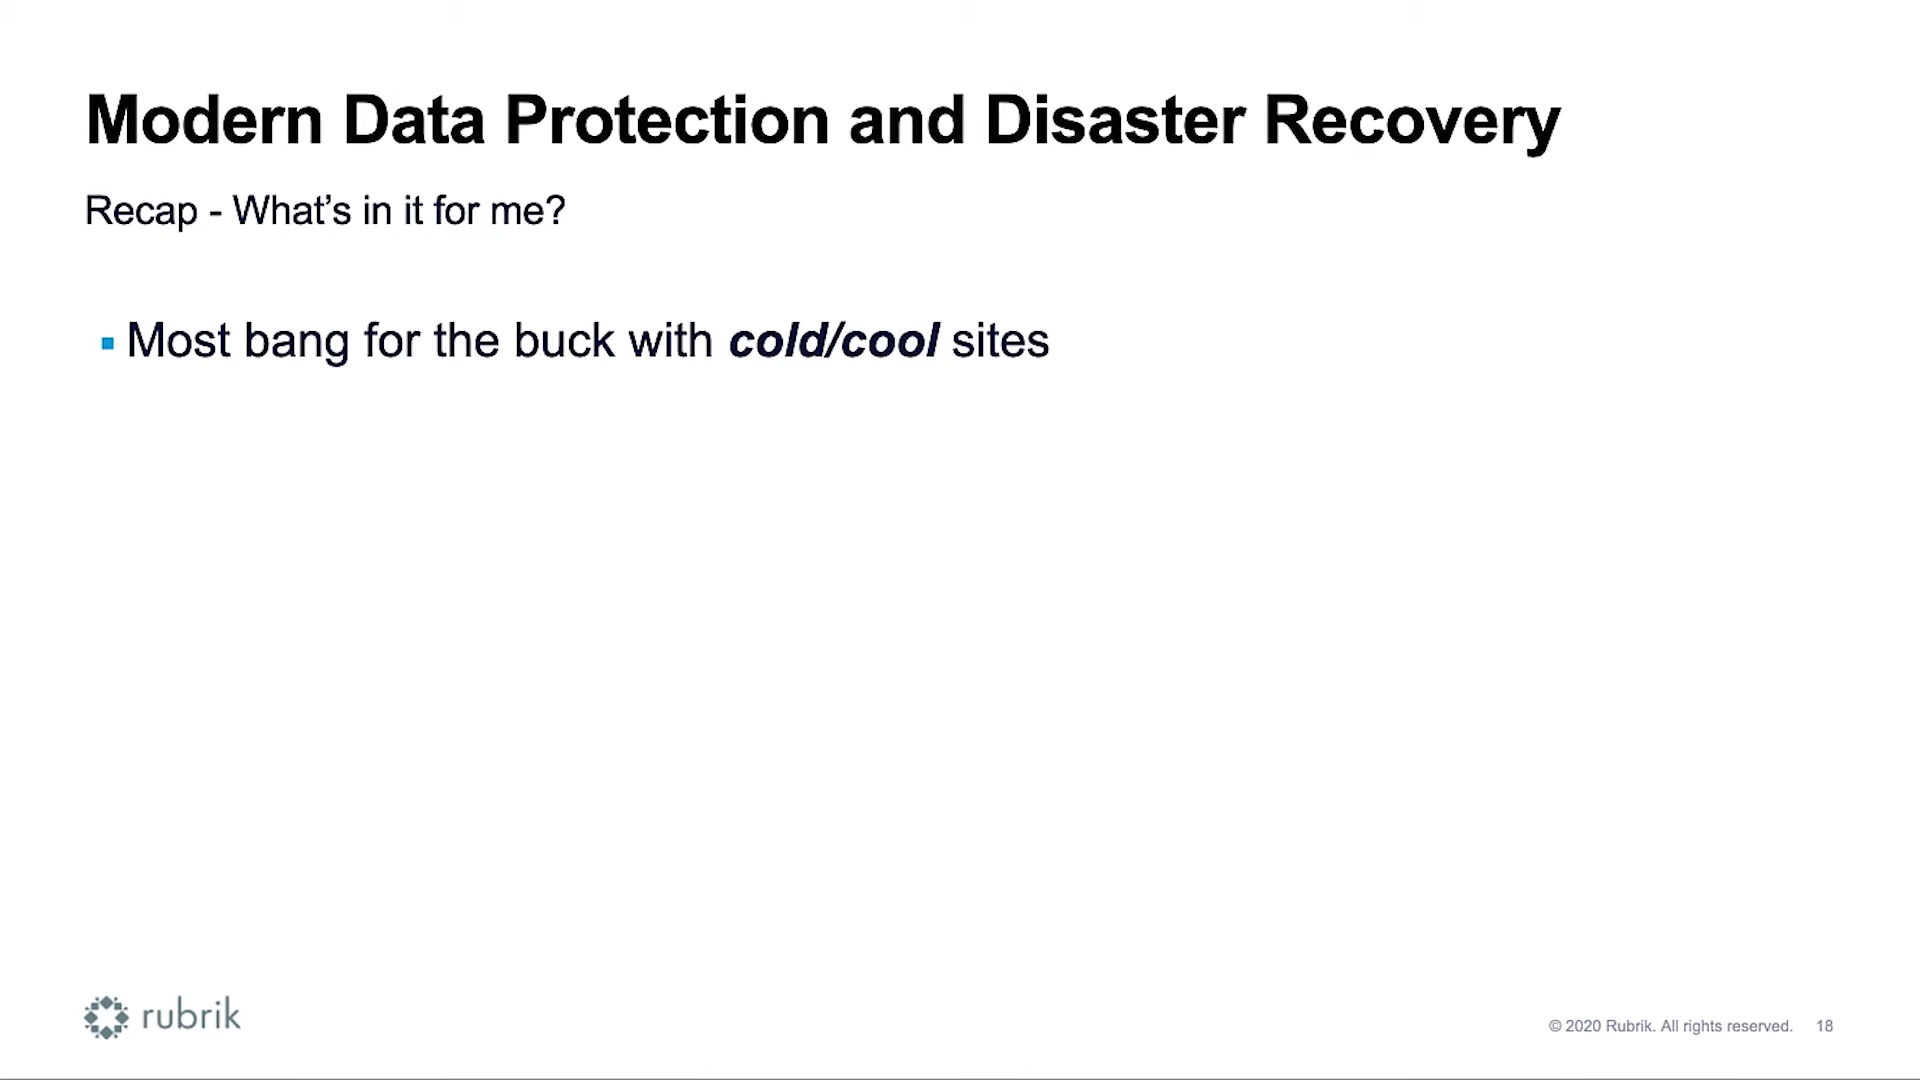 Modern Data Protection and Disaster Recovery
Recap - What’s in it for me?
▪ Most bang for the buck with cold/cool sites
rubrik
© 2020 Rubrik. All rights reserved. 18